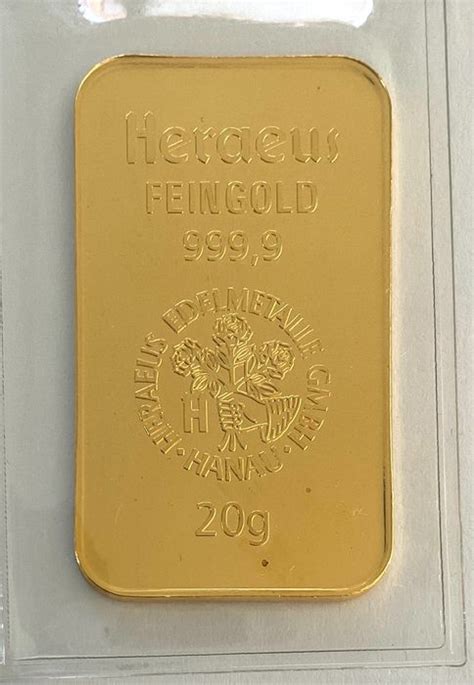 Heraeus
FEINGOLD
999,9
HERAEUS EDELMETALLE GMBH
H
· HANAU ·
20g